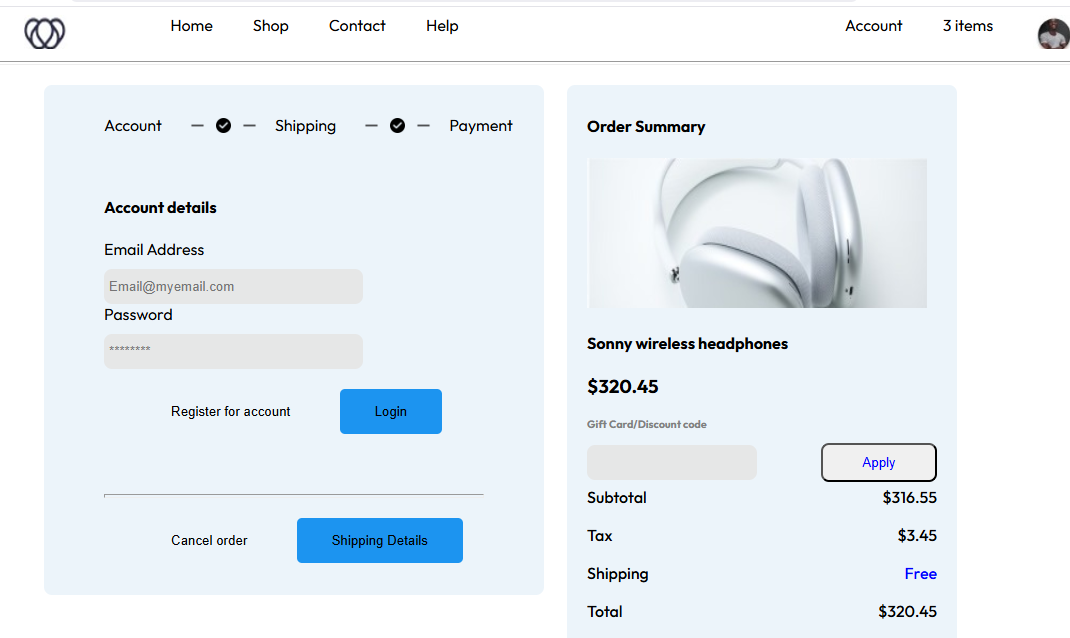 Home Shop Contact Help Account 3 items
Account Shipping Payment
Account details
Email Address
Email@myemail.com
Password
********
Register for account Login
Cancel order Shipping Details
Order Summary
Sonny wireless headphones
$320.45
Gift Card/Discount code
Apply
Subtotal $316.55
Tax $3.45
Shipping Free
Total $320.45